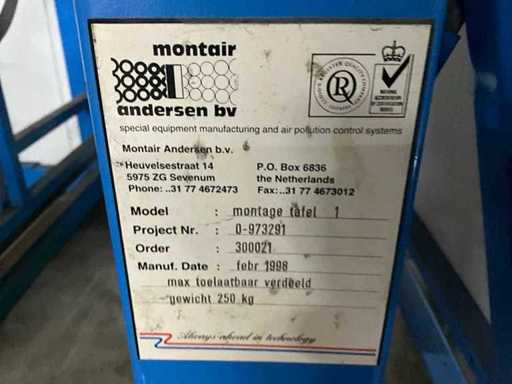 montair
andersen bv
special equipment manufacturing and air pollution control systems
Montair Andersen b.v.
Heuvelsestraat 14 P.O. Box 6836
5975 ZG Sevenum the Netherlands
Phone: ..31 77 4672473 Fax: ..31 77 4673012
Model : montage tafel 1
Project Nr. : 0-973291
Order : 300021
Manuf. Date : febr 1998
max toelaatbaar verdeeld
gewicht 250 kg
Always ahead in technology